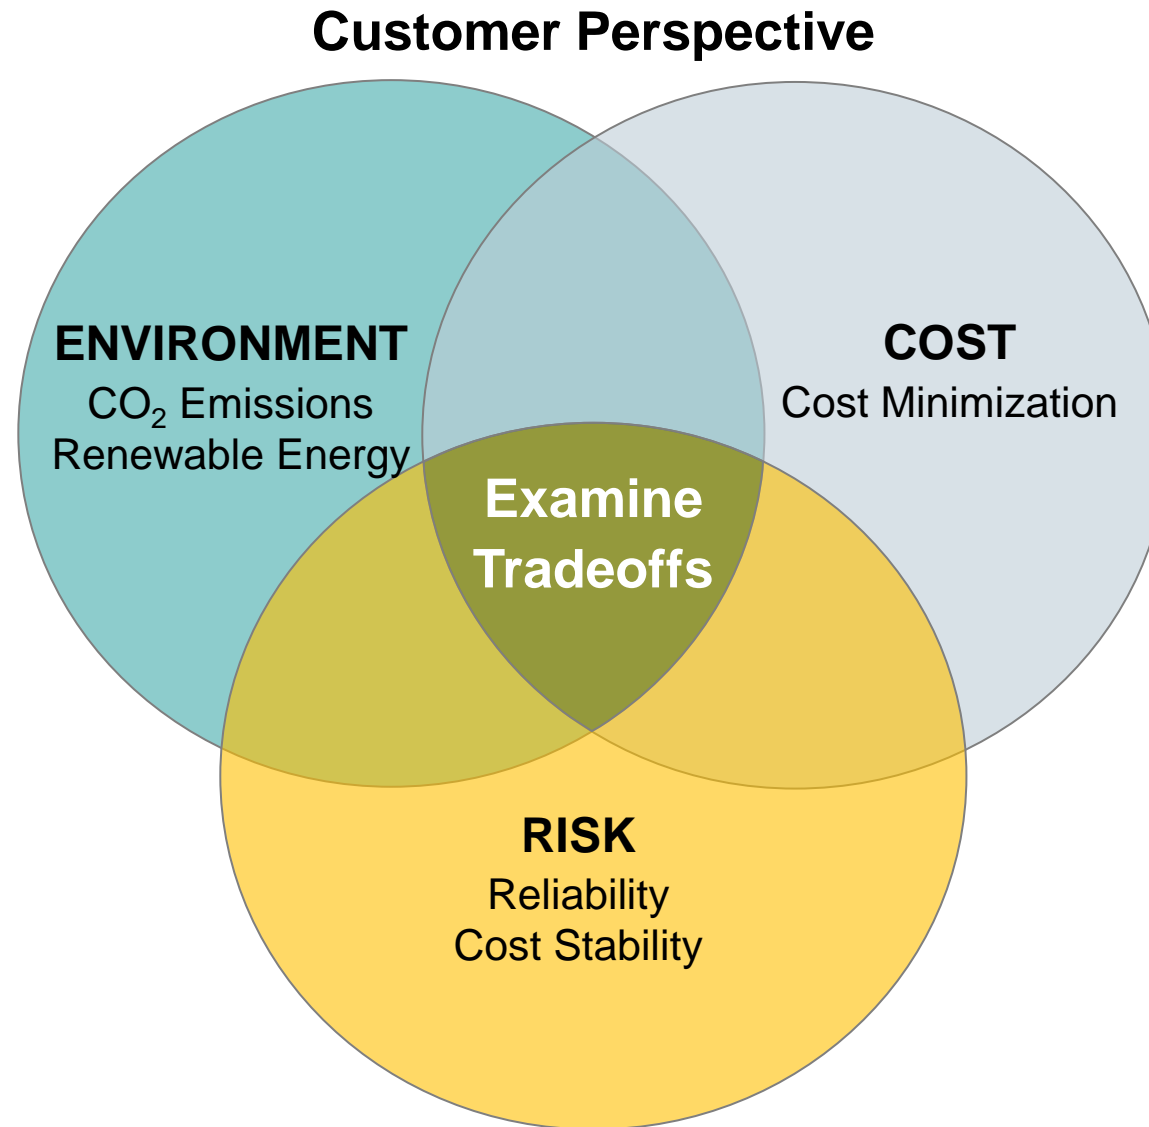 Customer Perspective
ENVIRONMENT
CO₂ Emissions
Renewable Energy
COST
Cost Minimization
Examine
Tradeoffs
RISK
Reliability
Cost Stability